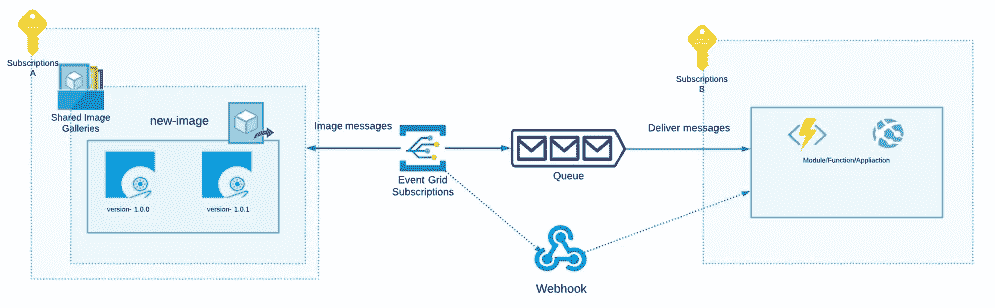 Subscriptions
A
Shared Image
Galleries
new-image
version- 1.0.0
version- 1.0.1
Image messages
Event Grid
Subscriptions
Queue
Webhook
Deliver messages
Subscriptions
B
Module/Function/Appliaction